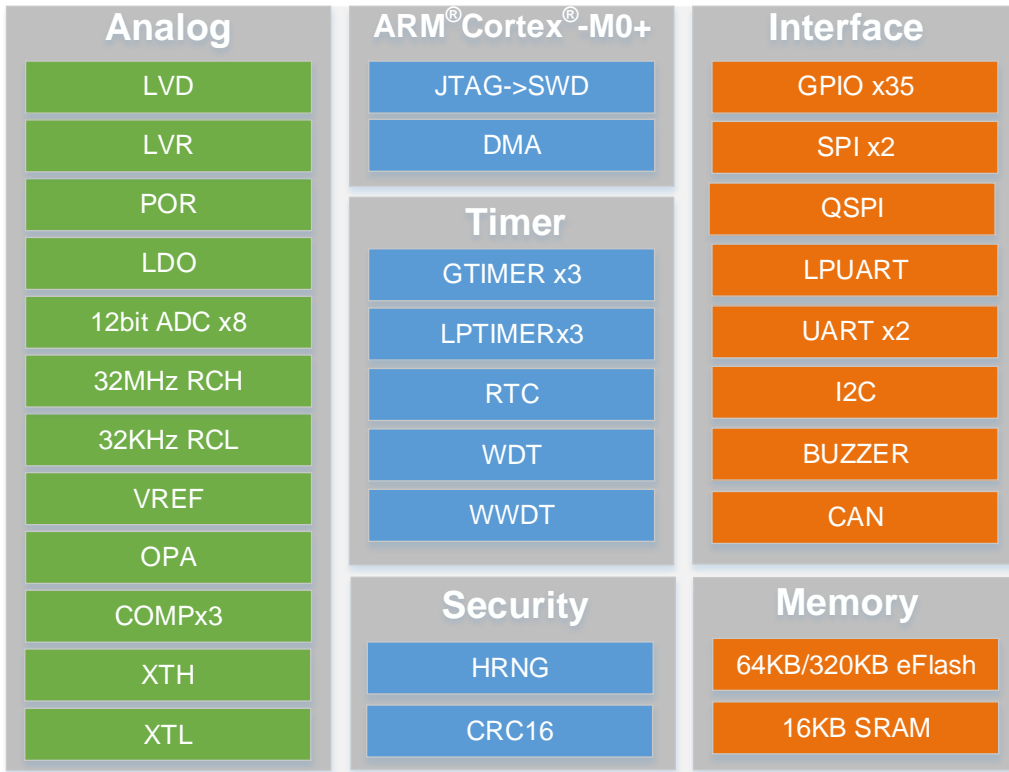 Analog
LVD
LVR
POR
LDO
12bit ADC x8
32MHz RCH
32KHz RCL
VREF
OPA
COMPx3
XTH
XTL
ARM®Cortex®-M0+
JTAG->SWD
DMA
Timer
GTIMER x3
LPTIMERx3
RTC
WDT
WWDT
Security
HRNG
CRC16
Interface
GPIO x35
SPI x2
QSPI
LPUART
UART x2
I2C
BUZZER
CAN
Memory
64KB/320KB eFlash
16KB SRAM